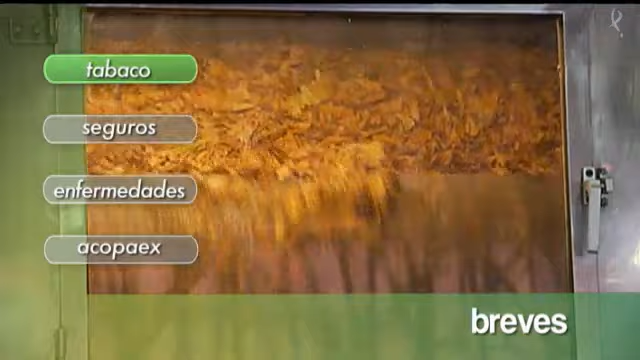 tabaco
seguros
enfermedades
acopaex
breves